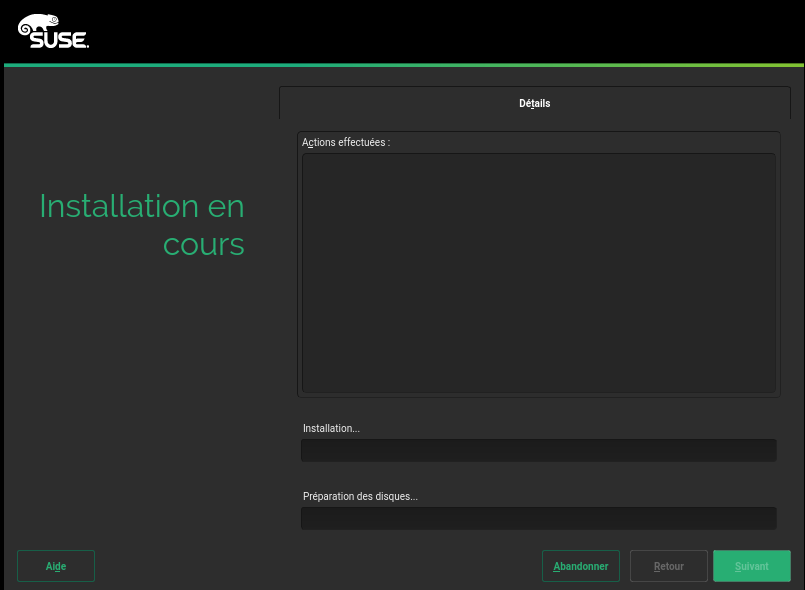 SUSE.
Détails
Actions effectuées :
Installation en
cours
Installation...
Préparation des disques...
Aide
Abandonner
Retour
Suivant